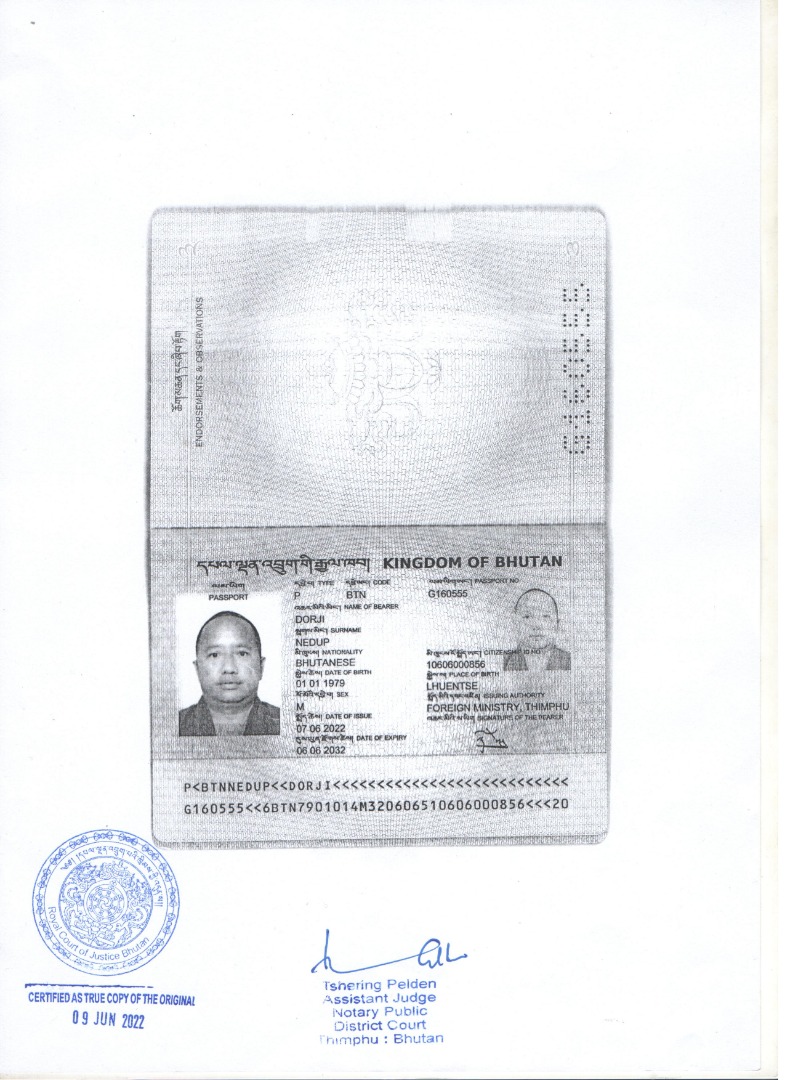 ENDORSEMENTS & OBSERVATIONS
G160555
KINGDOM OF BHUTAN
PASSPORT
TYPE CODE PASSPORT NO
P BTN G160555
NAME OF BEARER
DORJI
SURNAME
NEDUP
NATIONALITY CITIZENSHIP ID NO
BHUTANESE 10606000856
DATE OF BIRTH PLACE OF BIRTH
01 01 1979 LHUENTSE
SEX ISSUING AUTHORITY
M FOREIGN MINISTRY, THIMPHU
DATE OF ISSUE SIGNATURE OF THE BEARER
07 06 2022
DATE OF EXPIRY
06 06 2032
P<BTNNEDUP<<DORJI<<<<<<<<<<<<<<<<<<<<<<<<<<<
G160555<<6BTN7901014M320606510606000856<<<20
Royal Court of Justice Bhutan
CERTIFIED AS TRUE COPY OF THE ORIGINAL
09 JUN 2022
Tshering Pelden
Assistant Judge
Notary Public
District Court
Thimphu : Bhutan